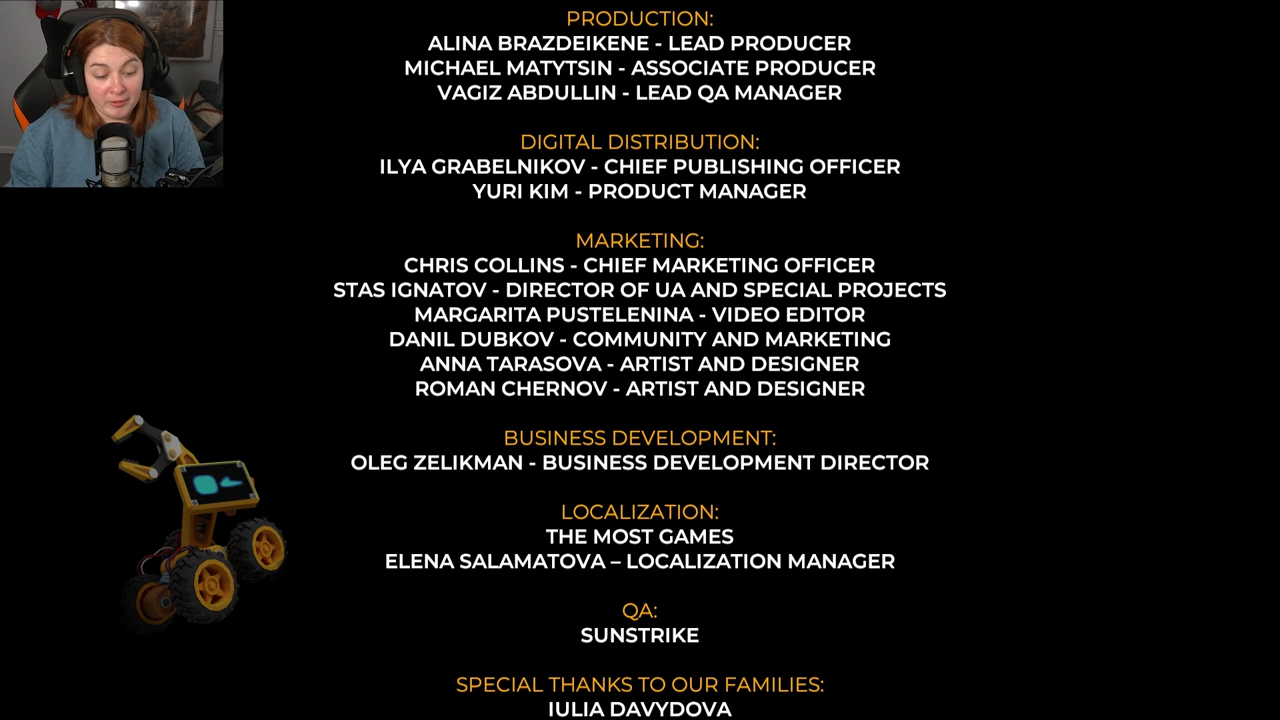 PRODUCTION:
ALINA BRAZDEIKENE - LEAD PRODUCER
MICHAEL MATYTSIN - ASSOCIATE PRODUCER
VAGIZ ABDULLIN - LEAD QA MANAGER
DIGITAL DISTRIBUTION:
ILYA GRABELNIKOV - CHIEF PUBLISHING OFFICER
YURI KIM - PRODUCT MANAGER
MARKETING:
CHRIS COLLINS - CHIEF MARKETING OFFICER
STAS IGNATOV - DIRECTOR OF UA AND SPECIAL PROJECTS
MARGARITA PUSTELENINA - VIDEO EDITOR
DANIL DUBKOV - COMMUNITY AND MARKETING
ANNA TARASOVA - ARTIST AND DESIGNER
ROMAN CHERNOV - ARTIST AND DESIGNER
BUSINESS DEVELOPMENT:
OLEG ZELIKMAN - BUSINESS DEVELOPMENT DIRECTOR
LOCALIZATION:
THE MOST GAMES
ELENA SALAMATOVA – LOCALIZATION MANAGER
QA:
SUNSTRIKE
SPECIAL THANKS TO OUR FAMILIES:
IULIA DAVYDOVA